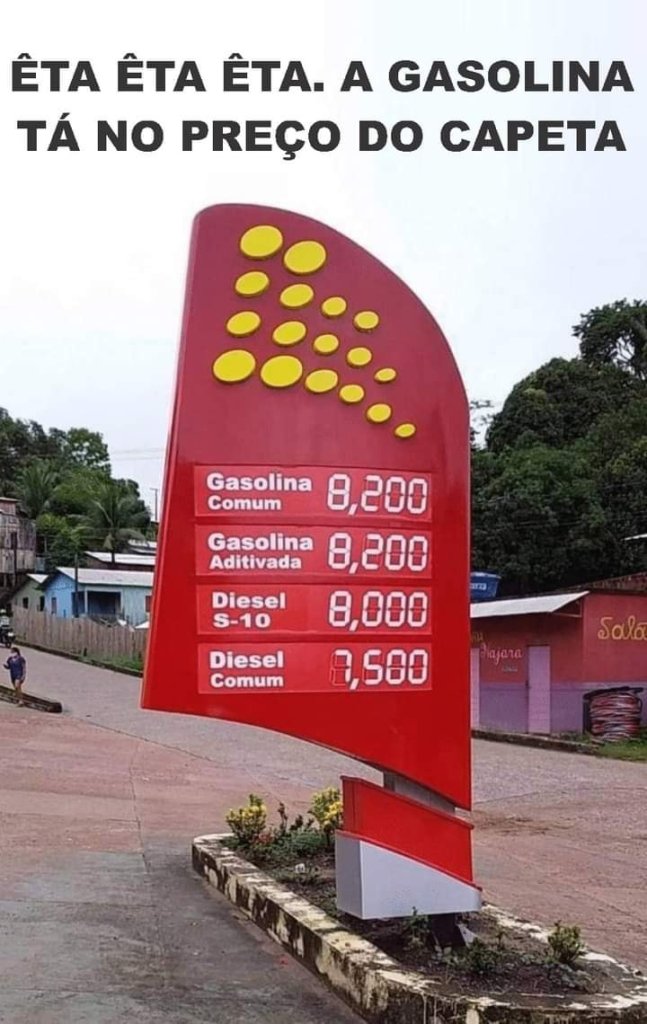 ÊTA ÊTA ÊTA. A GASOLINA
TÁ NO PREÇO DO CAPETA
Gasolina 8,200
Comum
Gasolina 8,200
Aditivada
Diesel 8,000
S-10
Diesel 7,500
Comum
Najara